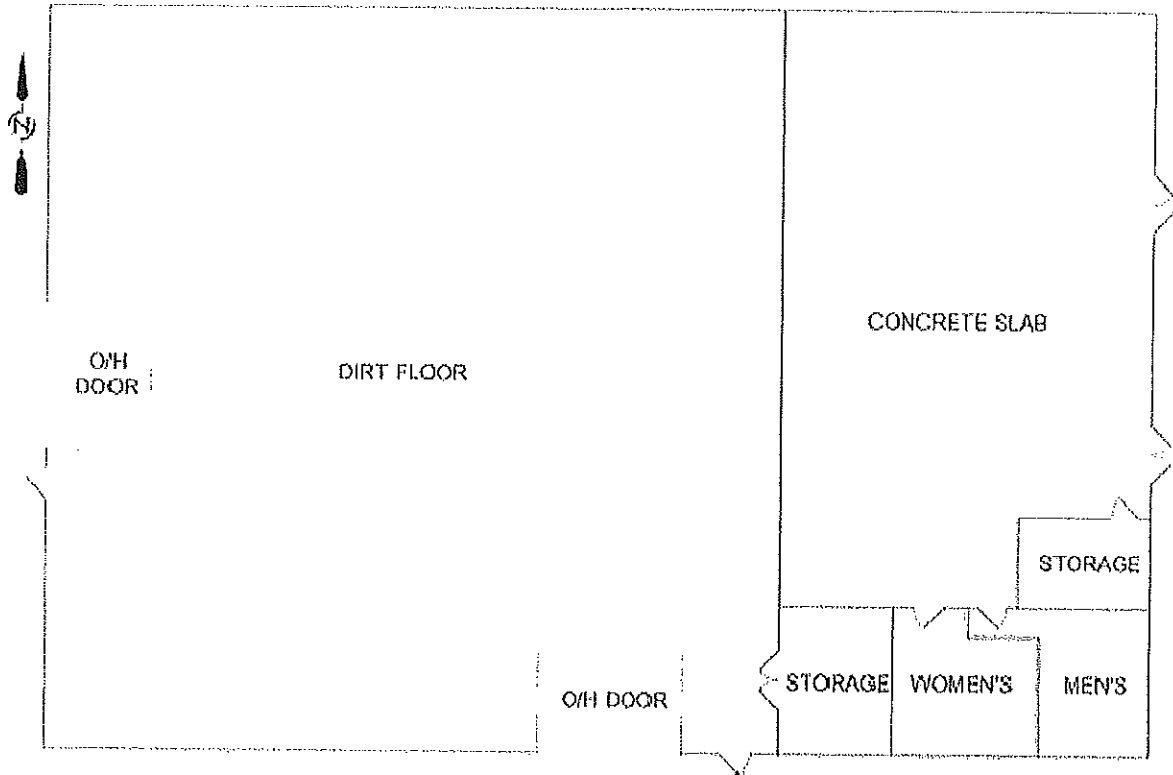 N
CONCRETE SLAB
O/H
DOOR
DIRT FLOOR
STORAGE
O/H DOOR
STORAGE
WOMEN'S
MEN'S